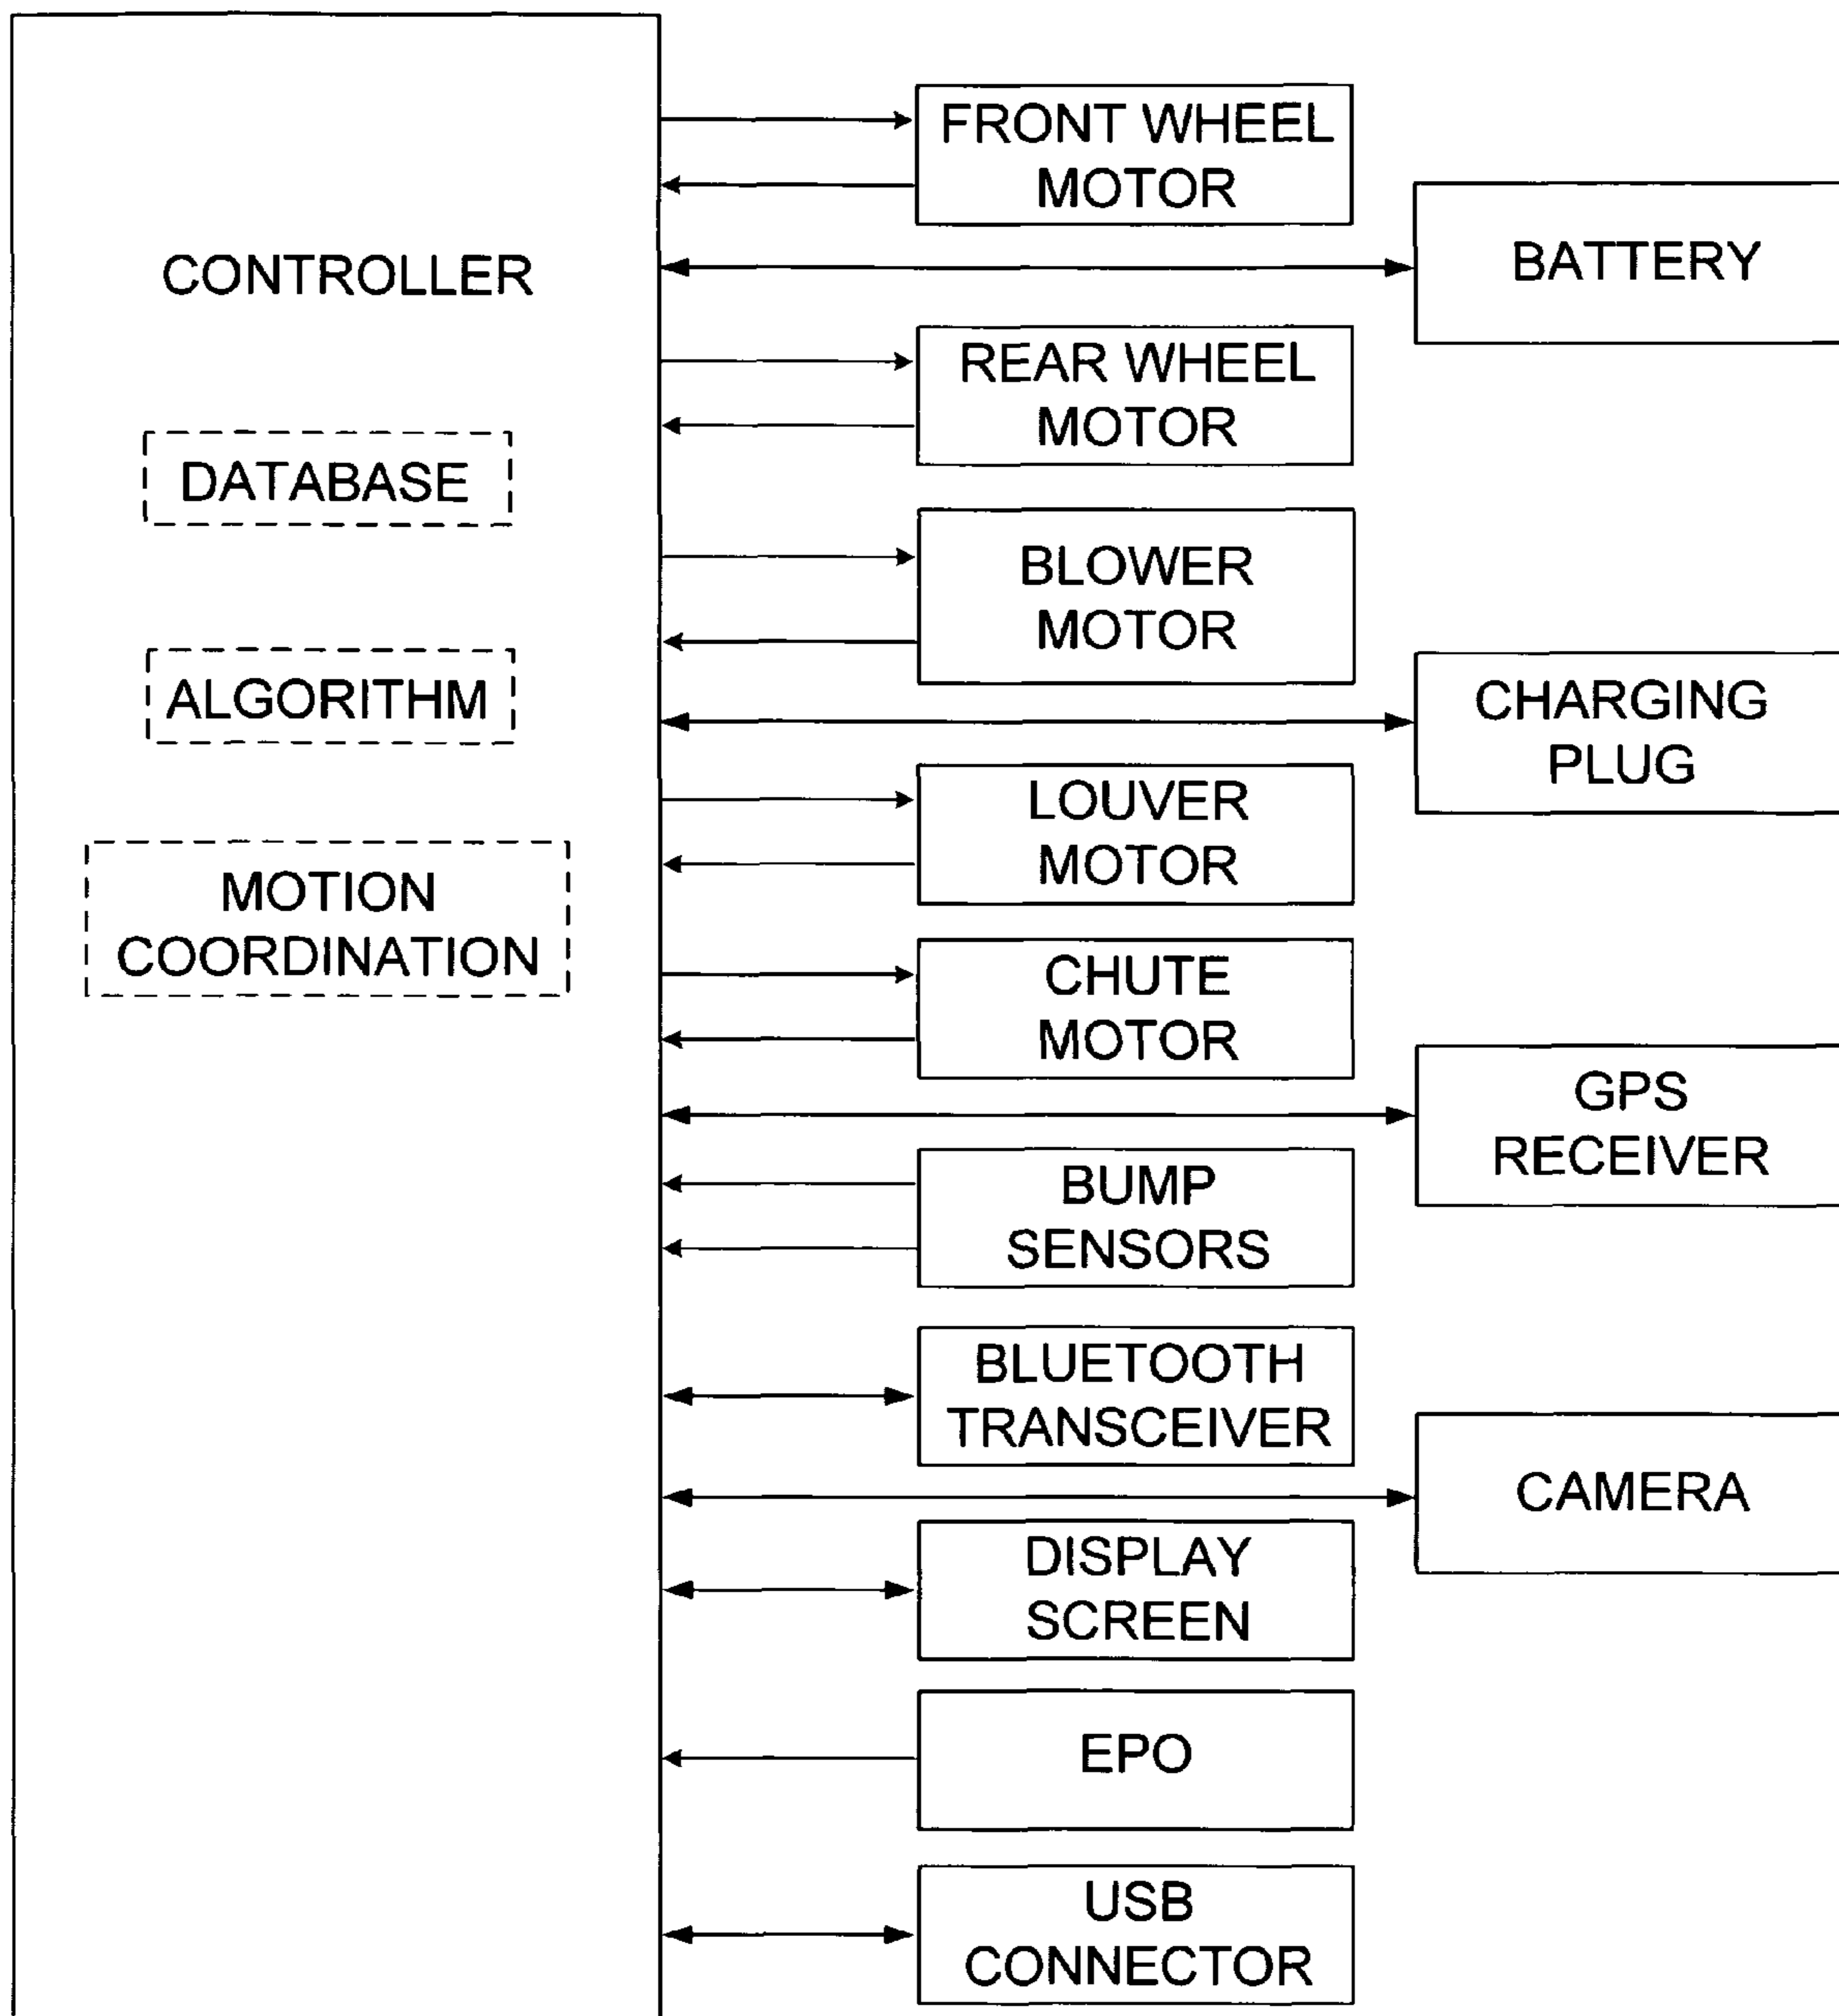 CONTROLLER
DATABASE
ALGORITHM
MOTION
COORDINATION
FRONT WHEEL
MOTOR
REAR WHEEL
MOTOR
BLOWER
MOTOR
LOUVER
MOTOR
CHUTE
MOTOR
BUMP
SENSORS
BLUETOOTH
TRANSCEIVER
DISPLAY
SCREEN
EPO
USB
CONNECTOR
BATTERY
CHARGING
PLUG
GPS
RECEIVER
CAMERA